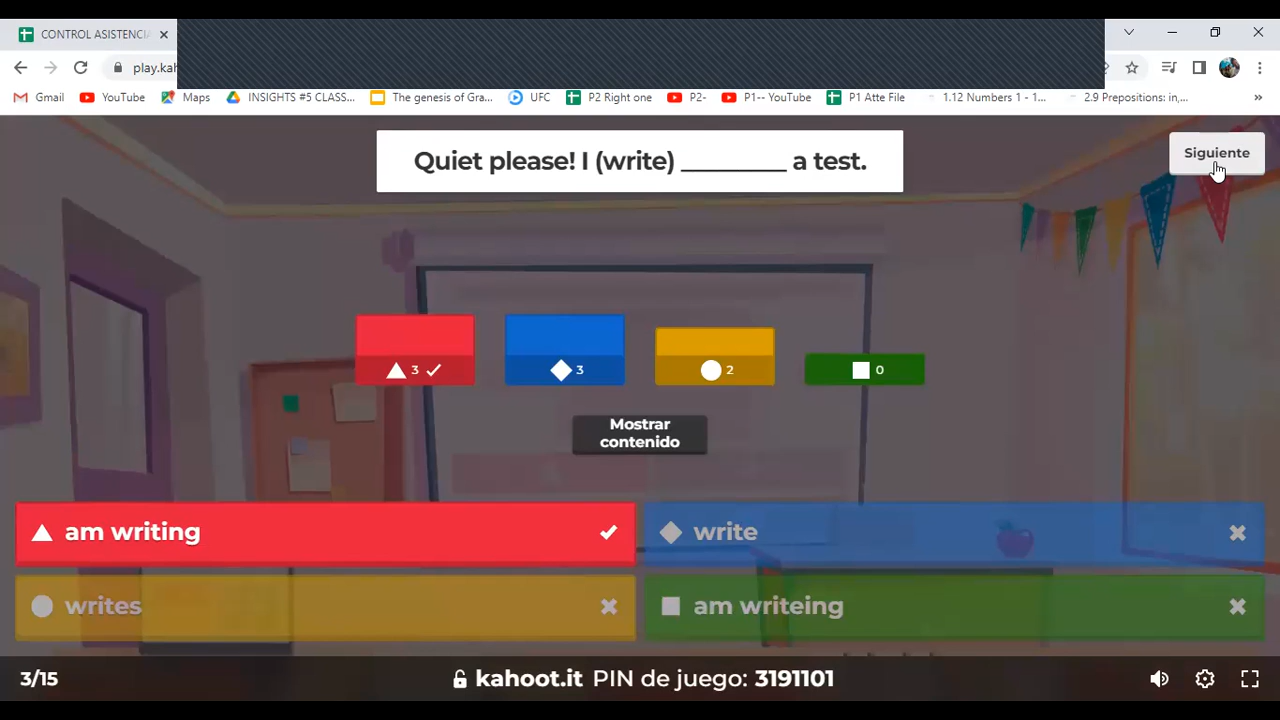 CONTROL ASISTENCI
play.kah
Gmail YouTube Maps INSIGHTS #5 CLASS... The genesis of Gra... UFC P2 Right one P2- P1-- YouTube P1 Atte File 1.12 Numbers 1 - 1... 2.9 Prepositions: in,... »
Quiet please! I (write) _________ a test.
Siguiente
3 3 2 0
Mostrar
contenido
am writing write
writes am writeing
3/15 kahoot.it PIN de juego: 3191101